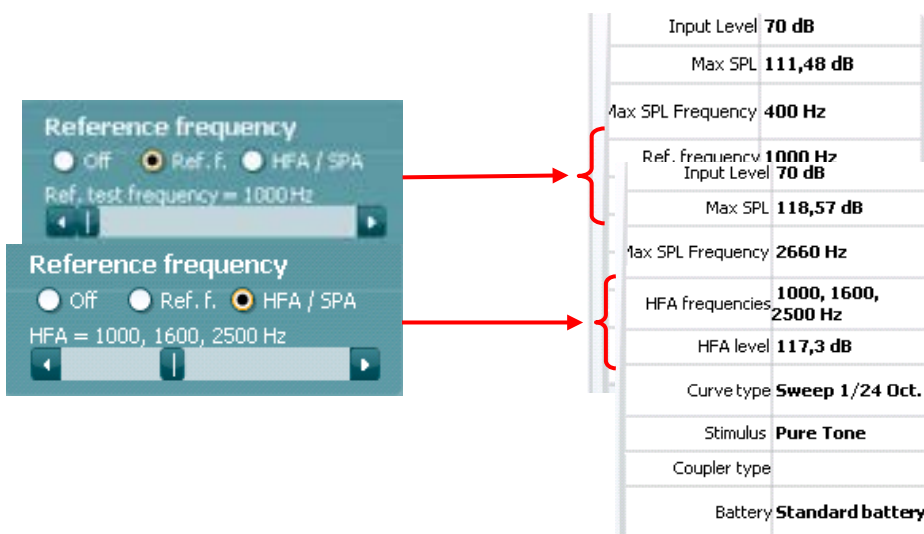 Reference frequency
Off Ref. f. HFA / SPA
Ref. test frequency = 1000Hz
Reference frequency
Off Ref. f. HFA / SPA
HFA = 1000, 1600, 2500 Hz
Input Level 70 dB
Max SPL 111,48 dB
Max SPL Frequency 400 Hz
Ref. frequency 1000 Hz
Input Level 70 dB
Max SPL 118,57 dB
Max SPL Frequency 2660 Hz
HFA frequencies 1000, 1600,
2500 Hz
HFA level 117,3 dB
Curve type Sweep 1/24 Oct.
Stimulus Pure Tone
Coupler type
Battery Standard battery